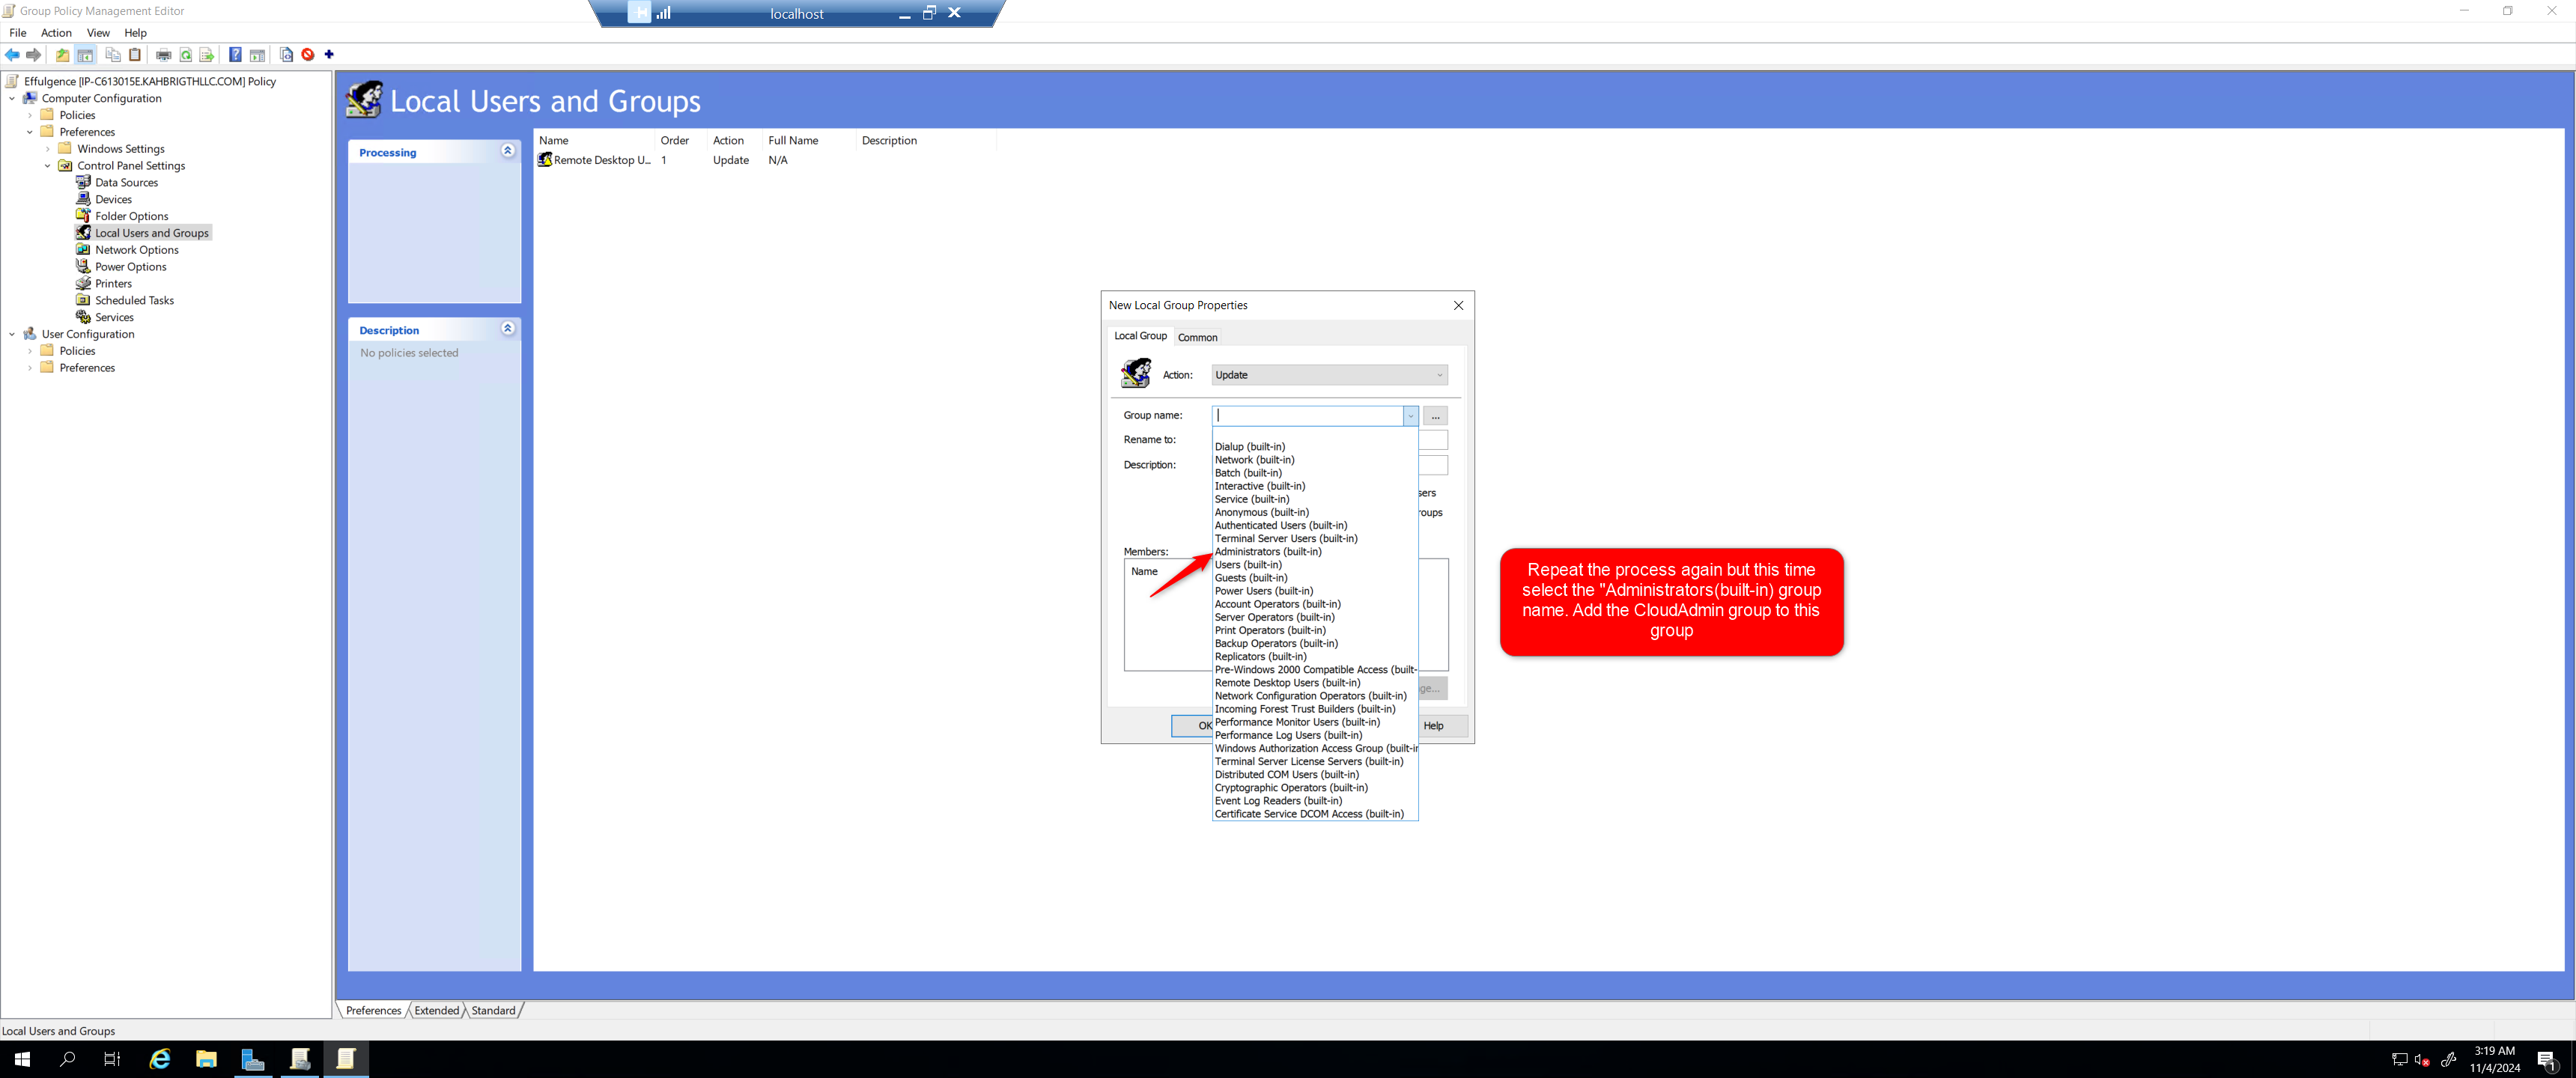 Group Policy Management Editor
localhost
File Action View Help
Effulgence [IP-C613015E.KAHBRIGTHLLC.COM] Policy
Computer Configuration
Policies
Preferences
Windows Settings
Control Panel Settings
Data Sources
Devices
Folder Options
Local Users and Groups
Network Options
Power Options
Printers
Scheduled Tasks
Services
User Configuration
Policies
Preferences
Local Users and Groups
Processing
Description
No policies selected
Name Order Action Full Name Description
Remote Desktop U... 1 Update N/A
New Local Group Properties
Local Group Common
Action: Update
Group name: ...
Rename to:
Description:
sers
roups
Members:
Name
Dialup (built-in)
Network (built-in)
Batch (built-in)
Interactive (built-in)
Service (built-in)
Anonymous (built-in)
Authenticated Users (built-in)
Terminal Server Users (built-in)
Administrators (built-in)
Users (built-in)
Guests (built-in)
Power Users (built-in)
Account Operators (built-in)
Server Operators (built-in)
Print Operators (built-in)
Backup Operators (built-in)
Replicators (built-in)
Pre-Windows 2000 Compatible Access (built-
Remote Desktop Users (built-in)
Network Configuration Operators (built-in)
Incoming Forest Trust Builders (built-in)
Performance Monitor Users (built-in)
Performance Log Users (built-in)
Windows Authorization Access Group (built-in
Terminal Server License Servers (built-in)
Distributed COM Users (built-in)
Cryptographic Operators (built-in)
Event Log Readers (built-in)
Certificate Service DCOM Access (built-in)
ge...
OK
Help
Repeat the process again but this time
select the "Administrators(built-in) group
name. Add the CloudAdmin group to this
group
Preferences Extended Standard
Local Users and Groups
3:19 AM
11/4/2024
1